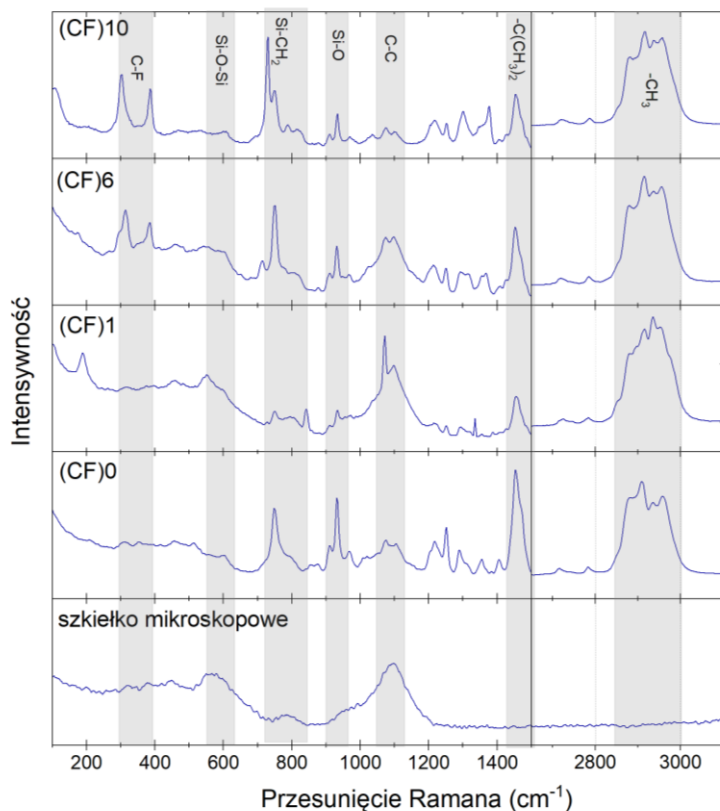 (CF)10
C-F
Si-O-Si
Si-CH₂
Si-O
C-C
-C(CH₃)₂
-CH₃
(CF)6
(CF)1
(CF)0
szkiełko mikroskopowe
Intensywność
200 400 600 800 1000 1200 1400 2800 3000
Przesunięcie Ramana (cm⁻¹)